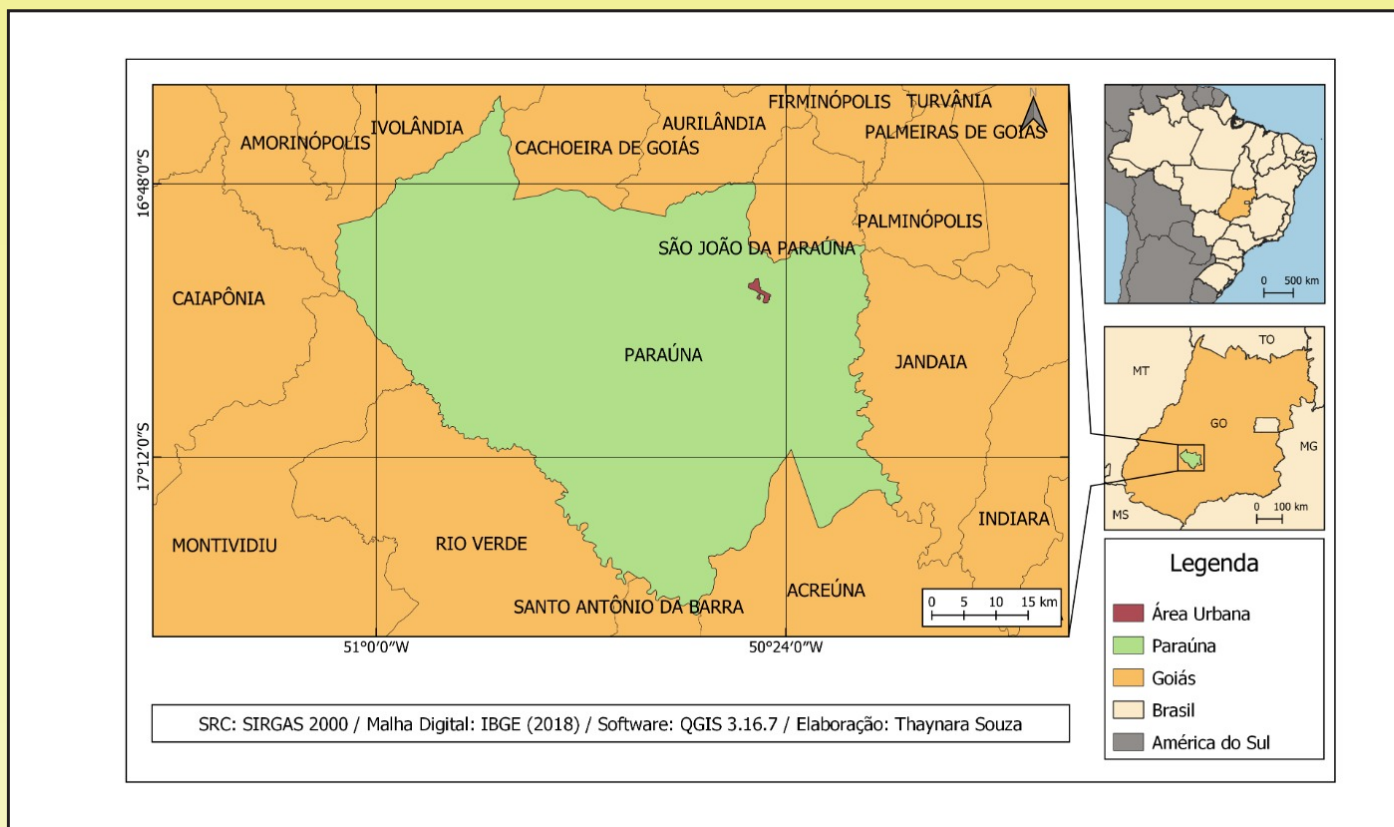 FIRMINÓPOLIS TURVÂNIA
N
IVOLÂNDIA
AURILÂNDIA
AMORINÓPOLIS
PALMEIRAS DE GOIÁS
CACHOEIRA DE GOIÁS
16°48'0"S
PALMINÓPOLIS
SÃO JOÃO DA PARAÚNA
CAIAPÔNIA
PARAÚNA
JANDAIA
17°12'0"S
INDIARA
MONTIVIDIU
RIO VERDE
ACREÚNA
SANTO ANTÔNIO DA BARRA
0 5 10 15 km
51°0'0"W
50°24'0"W
0 500 km
TO
MT
GO
MG
MS
0 100 km
Legenda
Área Urbana
Paraúna
Goiás
Brasil
América do Sul
SRC: SIRGAS 2000 / Malha Digital: IBGE (2018) / Software: QGIS 3.16.7 / Elaboração: Thaynara Souza